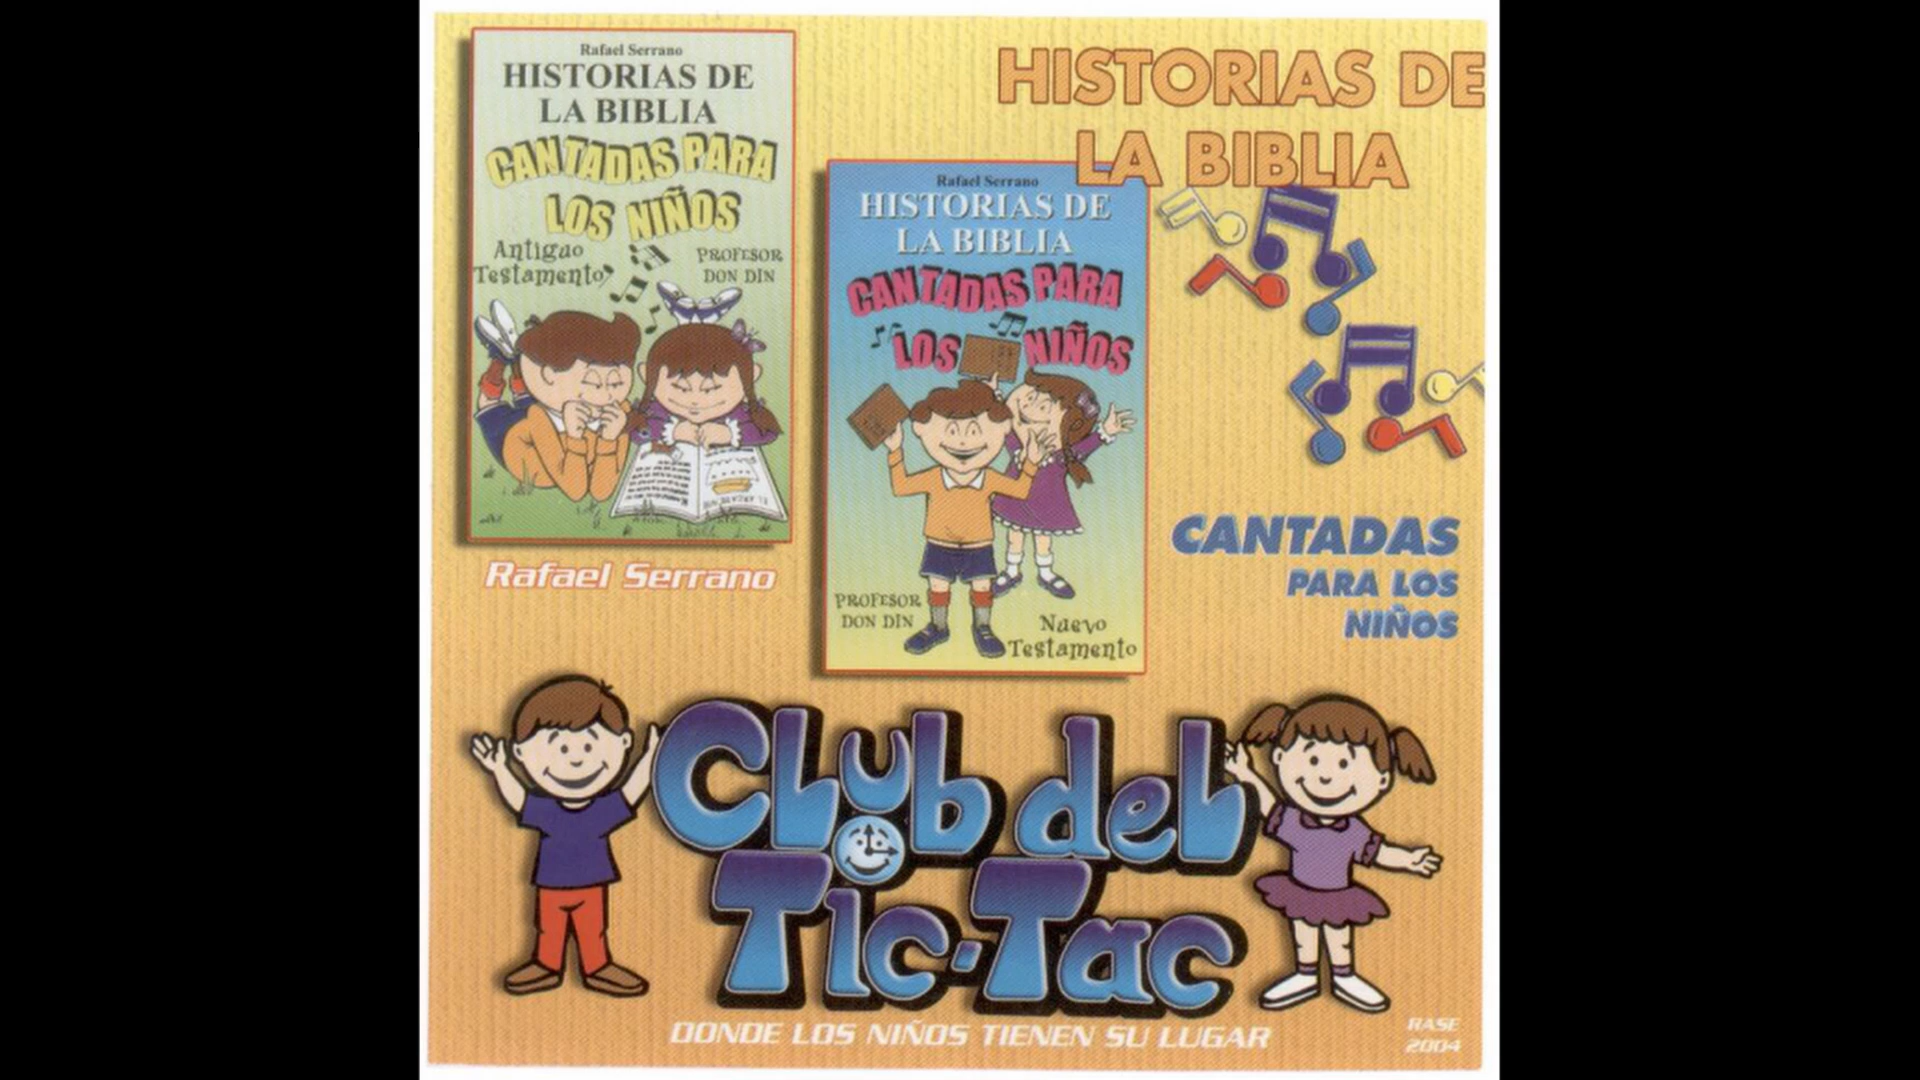 Rafael Serrano
HISTORIAS DE
LA BIBLIA
CANTADAS PARA
LOS NIÑOS
Antiguo
Testamento
PROFESOR
DON DIN
Rafael Serrano
Rafael Serrano
HISTORIAS DE
LA BIBLIA
CANTADAS PARA
LOS NIÑOS
PROFESOR
DON DIN
Nuevo
Testamento
HISTORIAS DE
LA BIBLIA
CANTADAS
PARA LOS
NIÑOS
Club del
Tic-Tac
DONDE LOS NIÑOS TIENEN SU LUGAR
RASE
2004